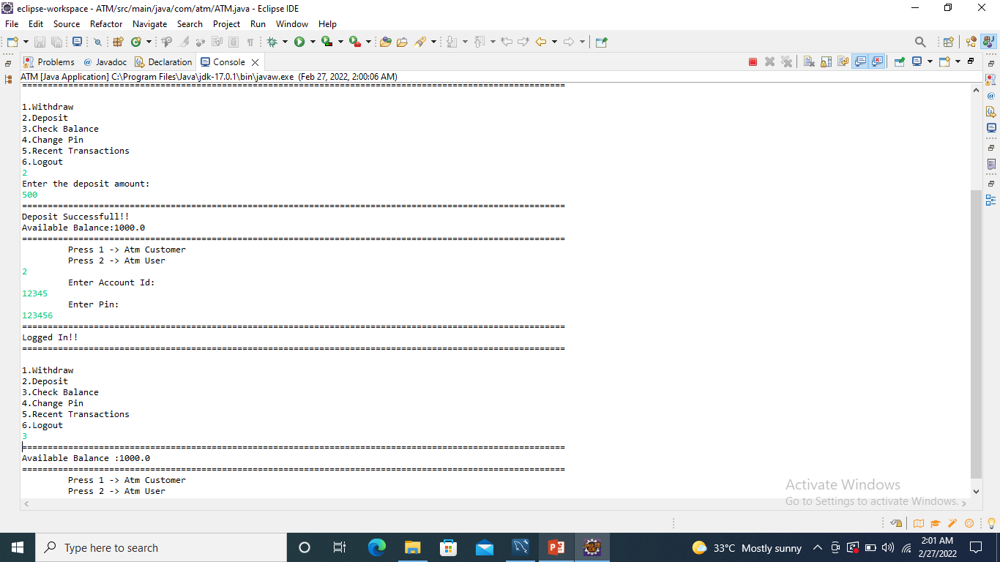 eclipse-workspace - ATM/src/main/java/com/atm/ATM.java - Eclipse IDE
File Edit Source Refactor Navigate Search Project Run Window Help
Problems @ Javadoc Declaration Console
ATM [Java Application] C:\Program Files\Java\jdk-17.0.1\bin\javaw.exe (Feb 27, 2022, 2:00:06 AM)
==========================================================================================================
1.Withdraw
2.Deposit
3.Check Balance
4.Change Pin
5.Recent Transactions
6.Logout
2
Enter the deposit amount:
500
==========================================================================================================
Deposit Successfull!!
Available Balance:1000.0
==========================================================================================================
Press 1 -> Atm Customer
Press 2 -> Atm User
2
Enter Account Id:
12345
Enter Pin:
123456
==========================================================================================================
Logged In!!
==========================================================================================================
1.Withdraw
2.Deposit
3.Check Balance
4.Change Pin
5.Recent Transactions
6.Logout
3
==========================================================================================================
Available Balance :1000.0
==========================================================================================================
Press 1 -> Atm Customer
Press 2 -> Atm User
Activate Windows
Go to Settings to activate Windows.
Type here to search
33°C Mostly sunny
2:01 AM
2/27/2022